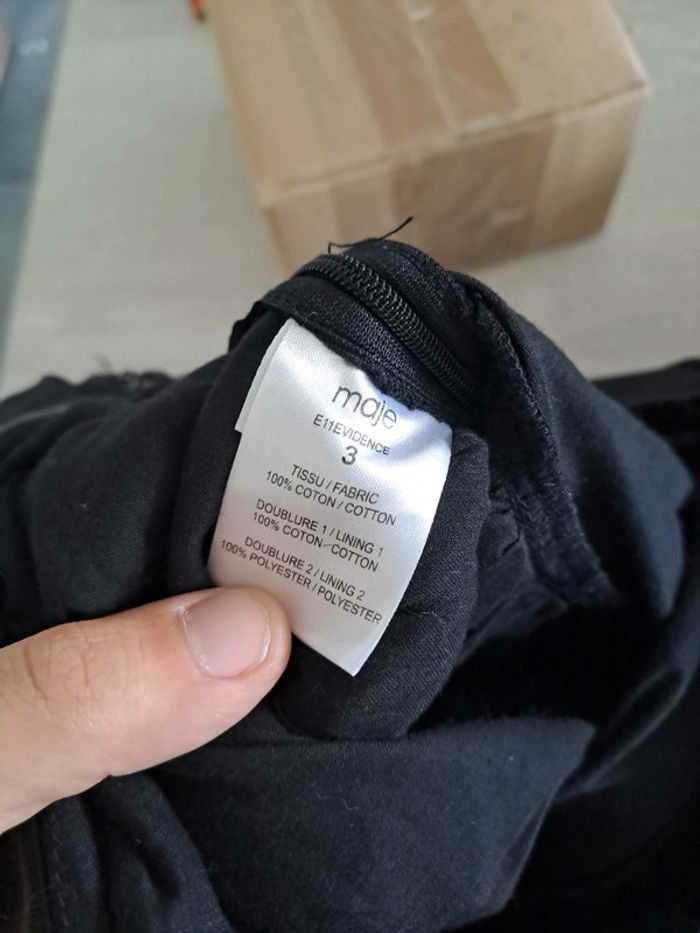 maje
E11EVIDENCE
3
TISSU / FABRIC
100% COTON / COTTON
DOUBLURE 1 / LINING 1
100% COTON / COTTON
DOUBLURE 2 / LINING 2
100% POLYESTER / POLYESTER